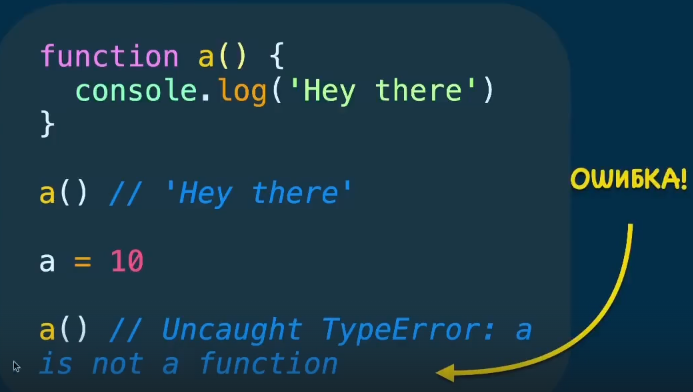 function a() {
  console.log('Hey there')
}
a() // 'Hey there'
ОШИБКА!
a = 10
a() // Uncaught TypeError: a
is not a function